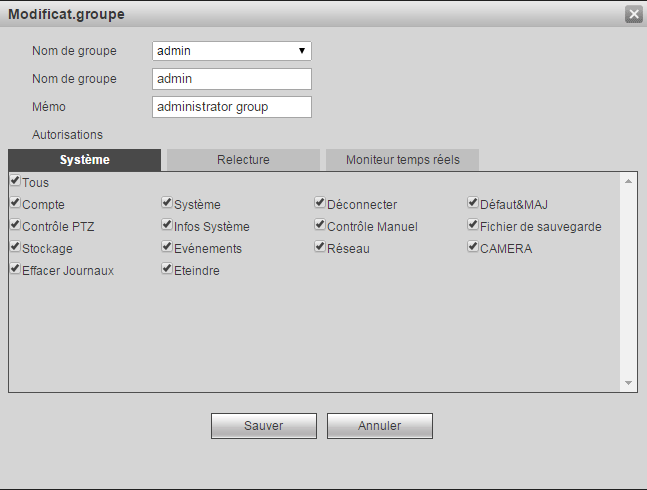 Modificat.groupe
Nom de groupe admin
Nom de groupe admin
Mémo administrator group
Autorisations
Système Relecture Moniteur temps réels
Tous
Compte Système Déconnecter Défaut&MAJ
Contrôle PTZ Infos Système Contrôle Manuel Fichier de sauvegarde
Stockage Evénements Réseau CAMERA
Effacer Journaux Eteindre
Sauver Annuler